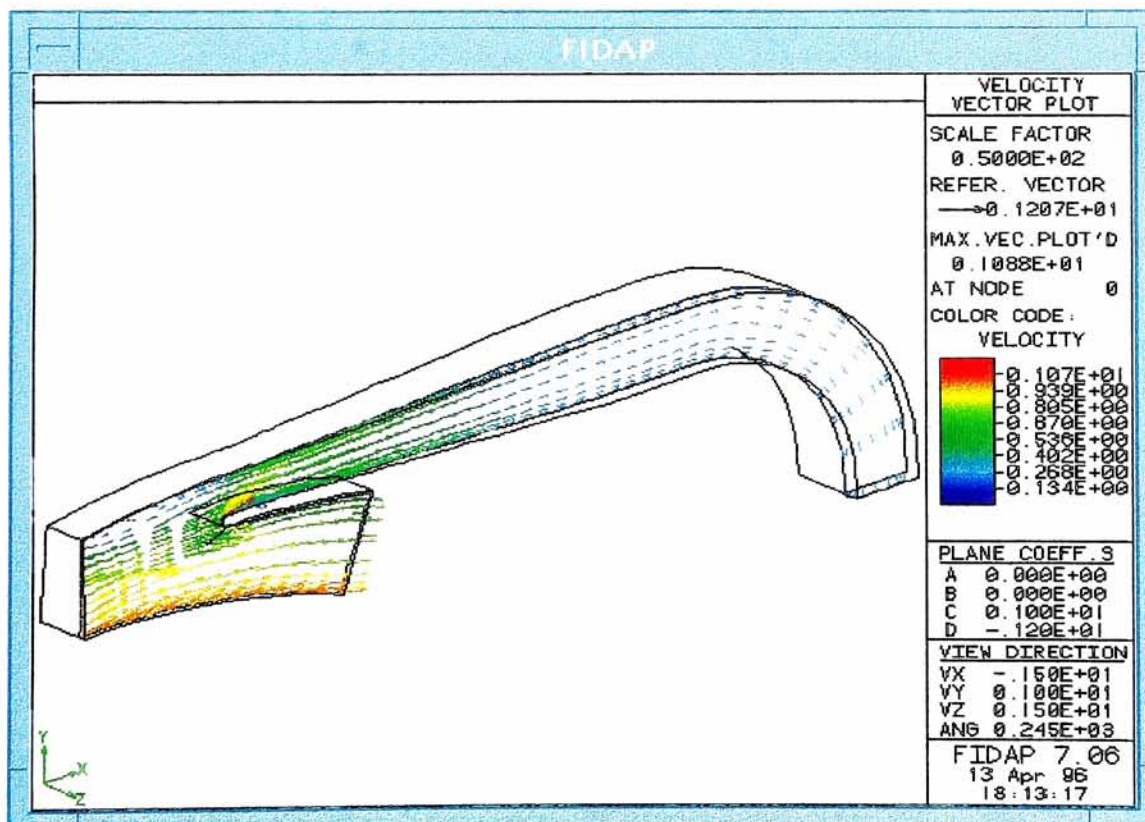 FIDAP
VELOCITY
VECTOR PLOT
SCALE FACTOR
0.5000E+02
REFER. VECTOR
0.1207E+01
MAX.VEC.PLOT'D
0.1088E+01
AT NODE 0
COLOR CODE:
VELOCITY
0.107E+01
0.939E+00
0.805E+00
0.670E+00
0.536E+00
0.402E+00
0.268E+00
0.134E+00
PLANE COEFF.S
A 0.000E+00
B 0.000E+00
C 0.100E+01
D -.120E+01
VIEW DIRECTION
VX -.150E+01
VY 0.100E+01
VZ 0.150E+01
ANG 0.245E+03
Y
X
Z
FIDAP 7.06
13 Apr 96
18:13:17